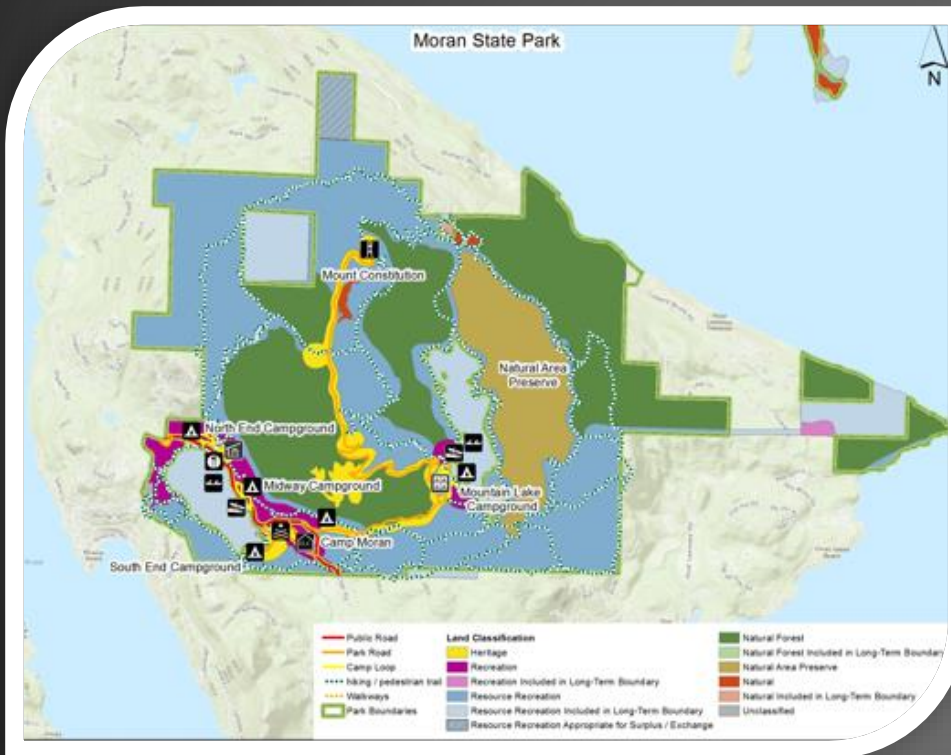 Moran State Park
N
Mount Constitution
Natural Area
Preserve
North End Campground
Midway Campground
Mountain Lake
Campground
Camp Moran
South End Campground
Public Road
Park Road
Camp Loop
hiking / pedestrian trail
Walkways
Park Boundaries
Land Classification
Heritage
Recreation
Recreation Included in Long-Term Boundary
Resource Recreation
Resource Recreation Included in Long-Term Boundary
Resource Recreation Appropriate for Surplus / Exchange
Natural Forest
Natural Forest Included in Long-Term Boundary
Natural Area Preserve
Natural
Natural Included in Long-Term Boundary
Unclassified